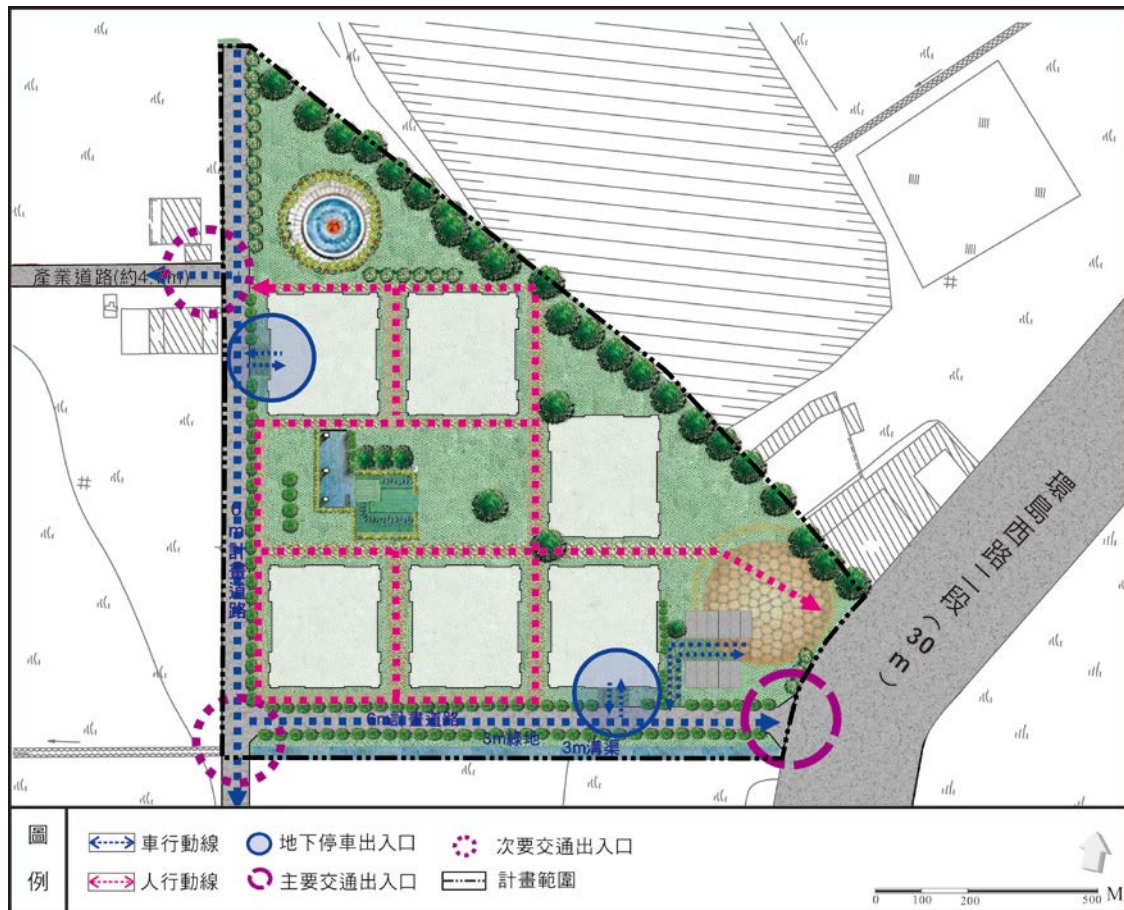 產業道路(約4. m)
6m計畫道路
環島西路二段(30m)
6m計畫道路
3m綠地
3m溝渠
圖例
車行動線
地下停車出入口
次要交通出入口
人行動線
主要交通出入口
計畫範圍
0 100 200 500 M